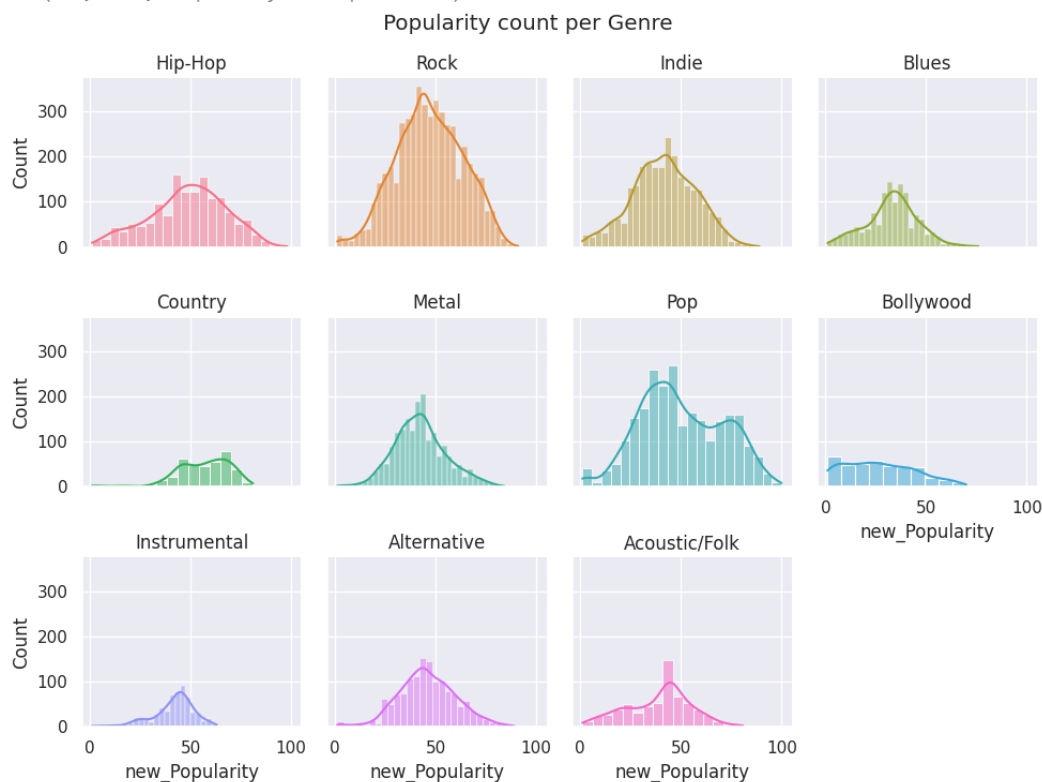 Popularity count per Genre
Hip-Hop Rock Indie Blues
300
200
100
0
Count
Country Metal Pop Bollywood
300
200
100
0
Count
0 50 100
new_Popularity
Instrumental Alternative Acoustic/Folk
300
200
100
0
Count
0 50 100 0 50 100 0 50 100
new_Popularity new_Popularity new_Popularity